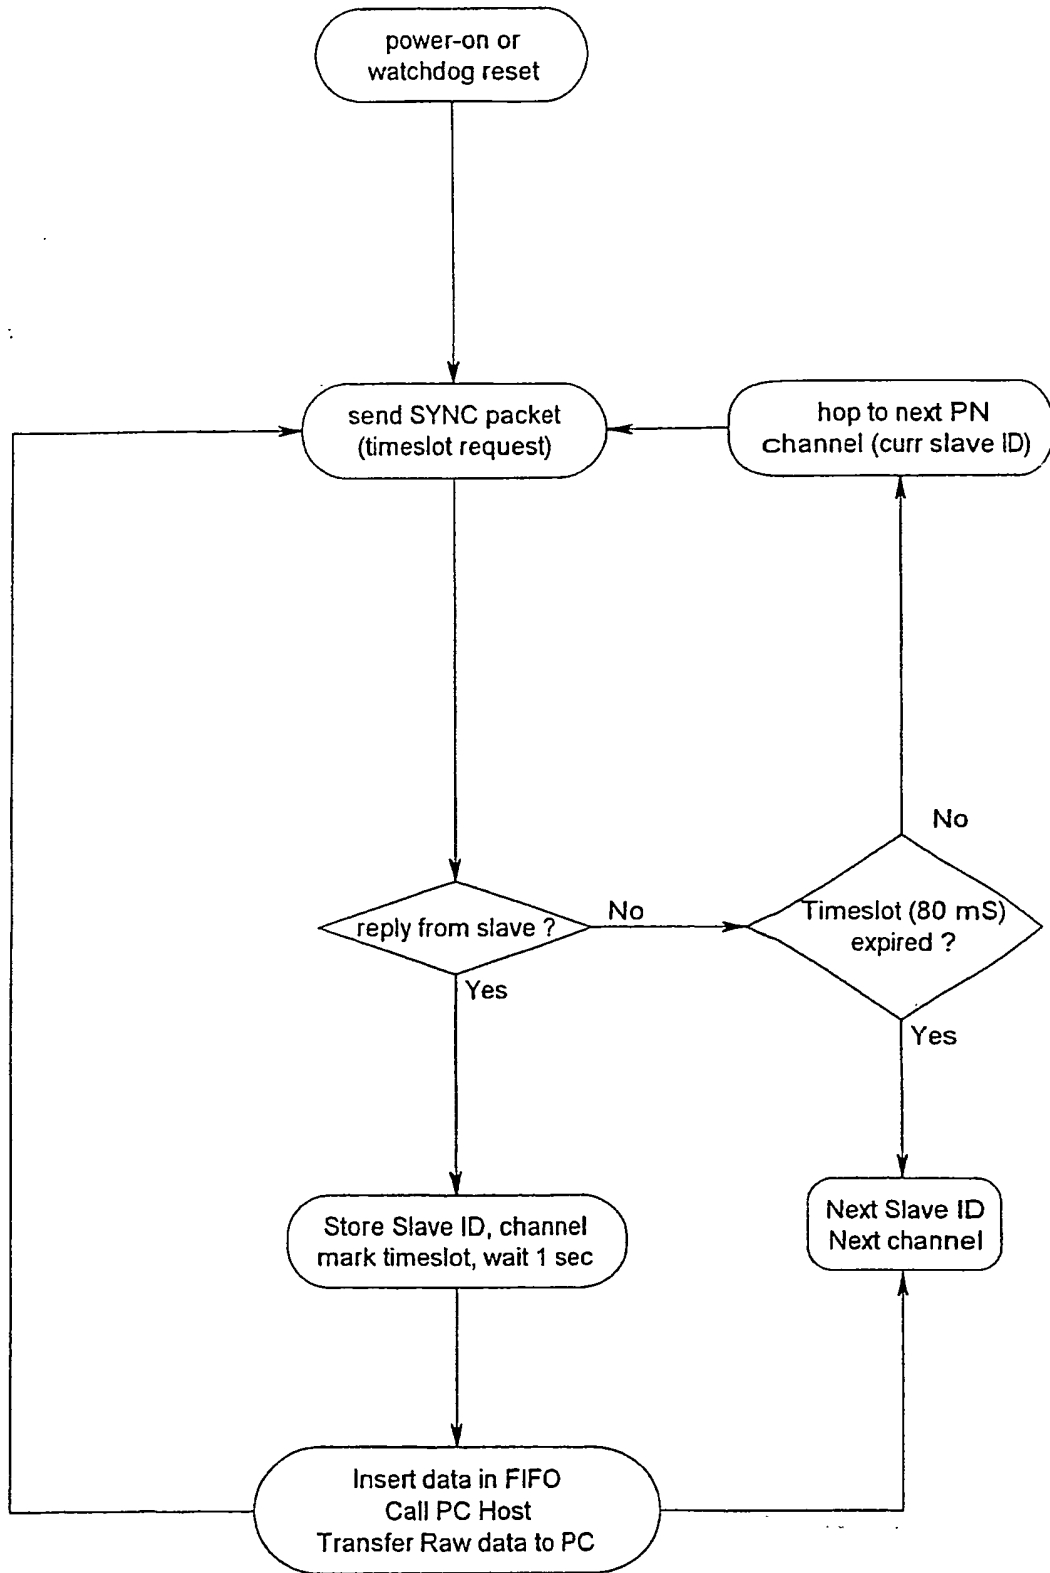 power-on or
watchdog reset
send SYNC packet
(timeslot request)
hop to next PN
channel (curr slave ID)
No
reply from slave ?
No
Timeslot (80 mS)
expired ?
Yes
Yes
Store Slave ID, channel
mark timeslot, wait 1 sec
Next Slave ID
Next channel
Insert data in FIFO
Call PC Host
Transfer Raw data to PC